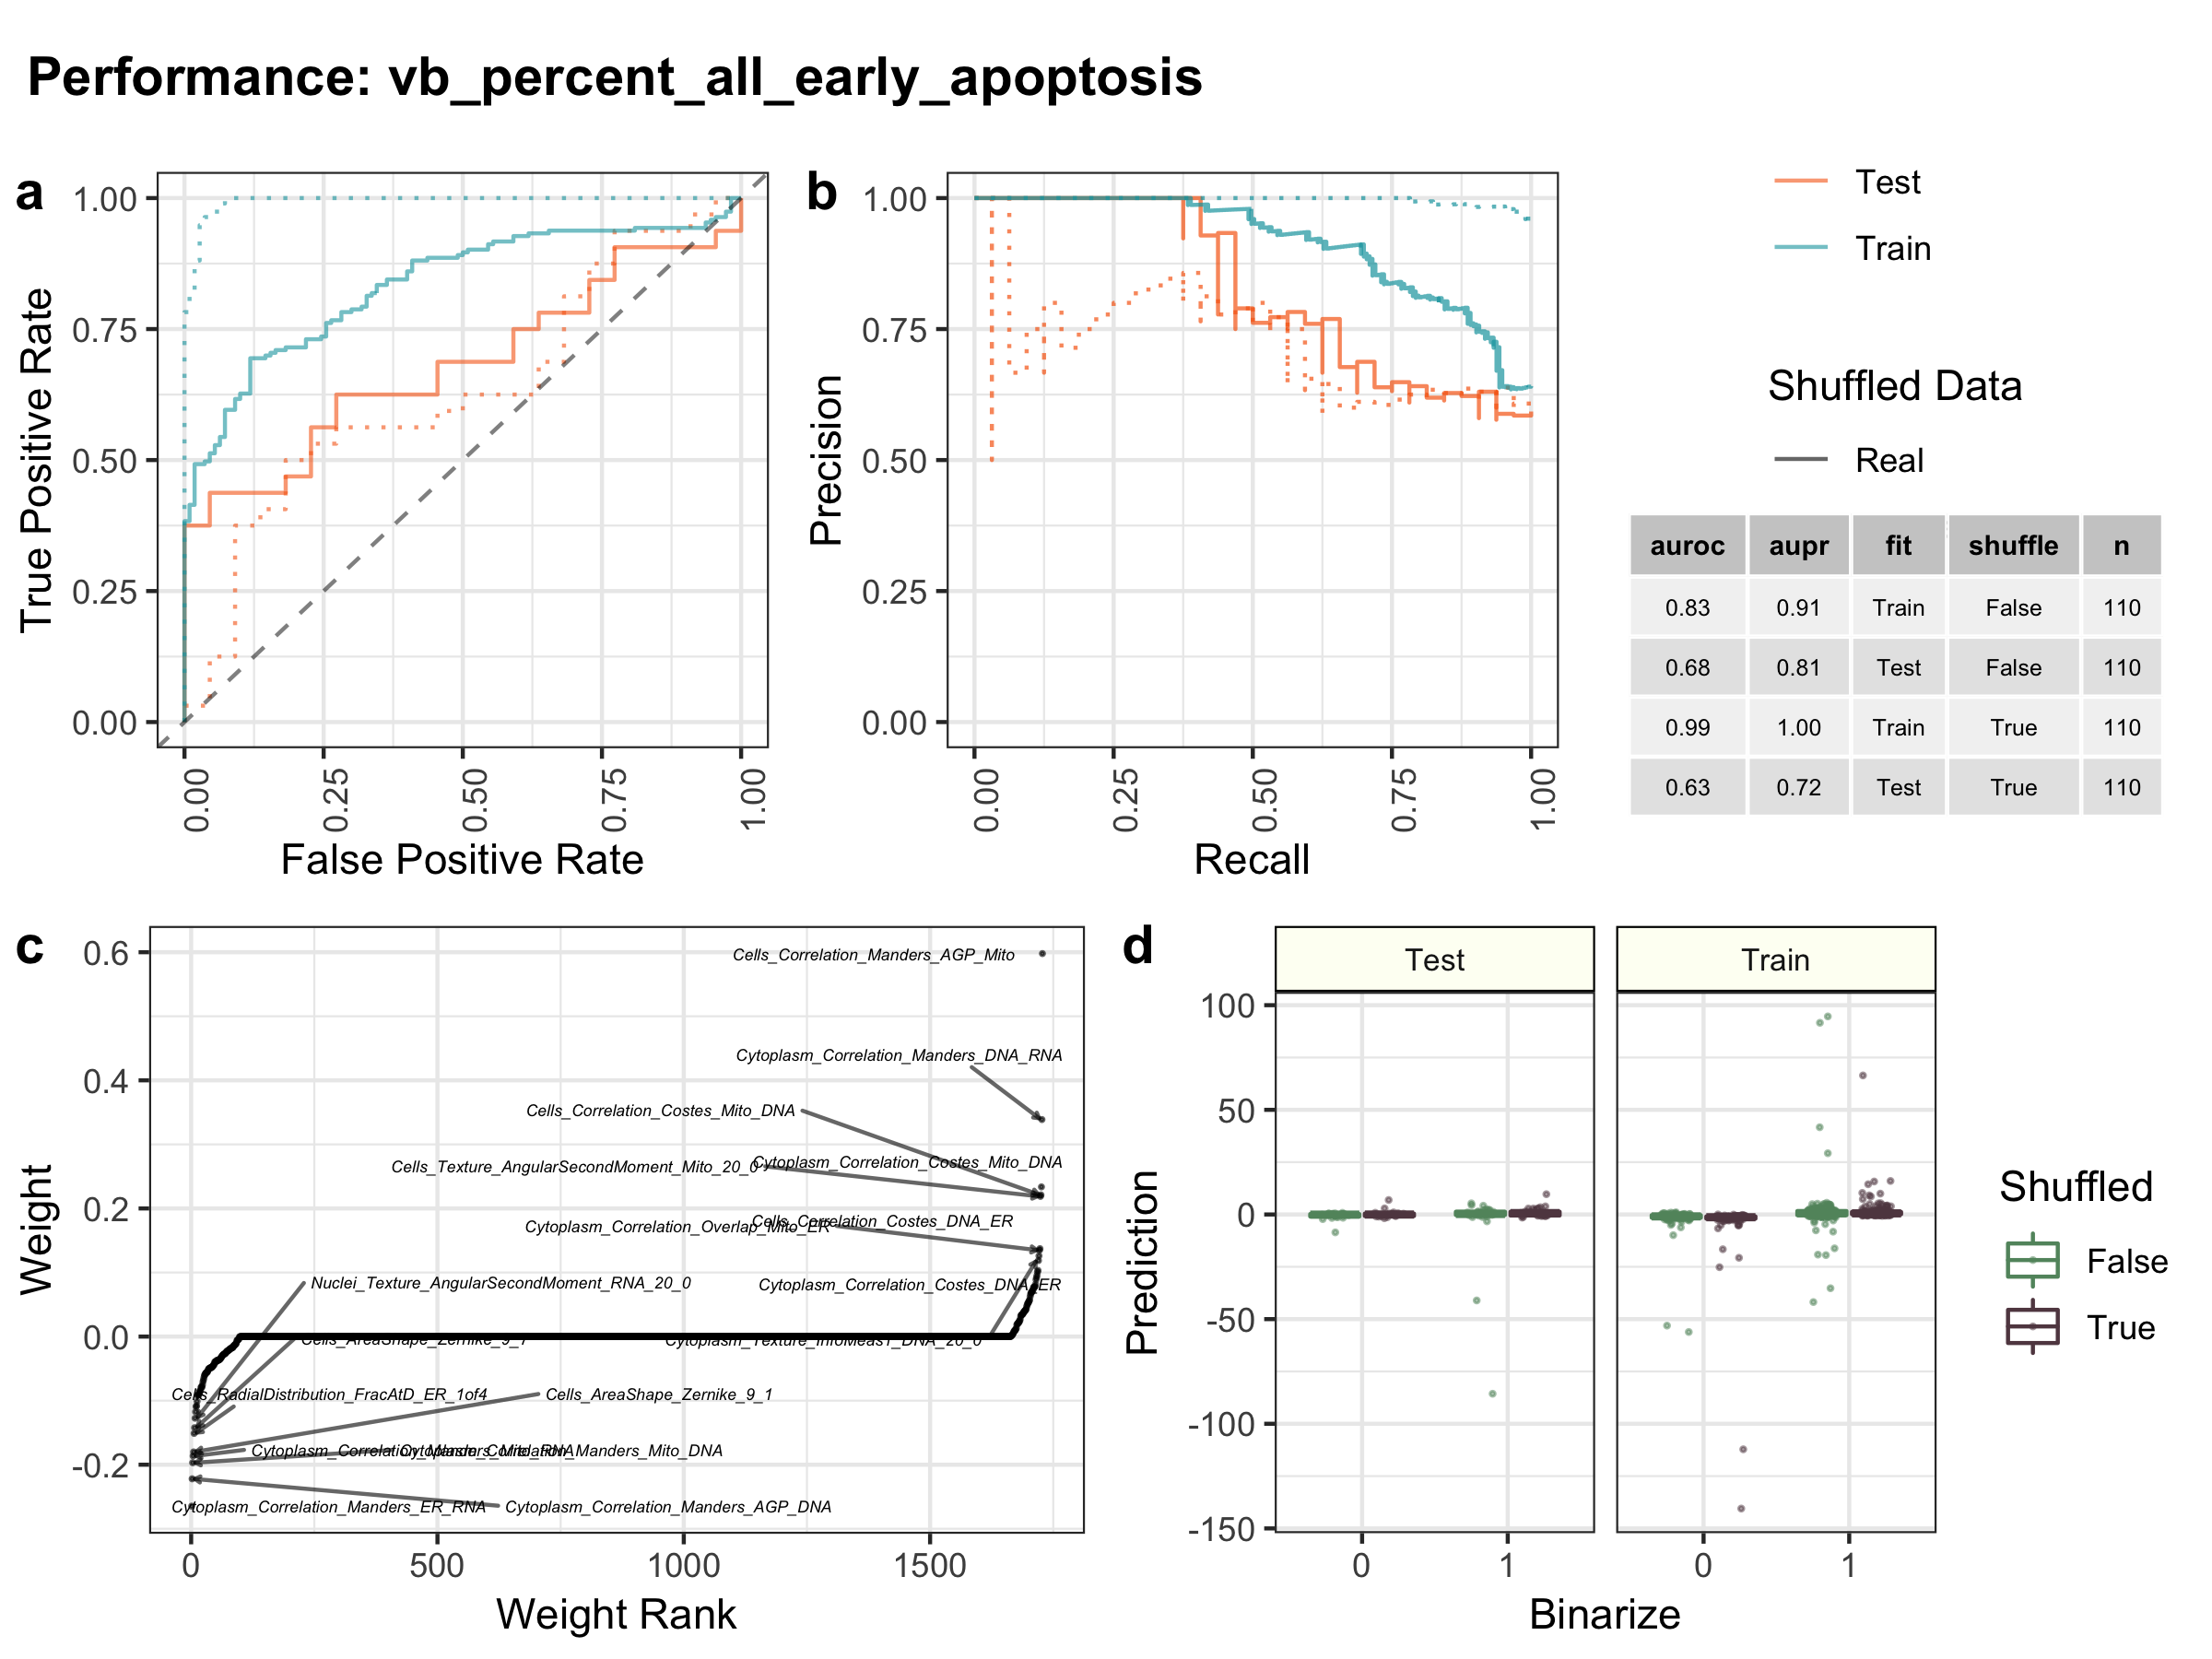 Performance: vb_percent_all_early_apoptosis
a
1.00
0.75
0.50
0.25
0.00
True Positive Rate
0.00
0.25
0.50
0.75
1.00
False Positive Rate
b
1.00
0.75
0.50
0.25
0.00
Precision
0.00
0.25
0.50
0.75
1.00
Recall
Test
Train
Shuffled Data
Real
auroc aupr fit shuffle n
0.83 0.91 Train False 110
0.68 0.81 Test False 110
0.99 1.00 Train True 110
0.63 0.72 Test True 110
c
0.6
0.4
0.2
0.0
-0.2
Weight
Cells_Correlation_Manders_AGP_Mito
Cytoplasm_Correlation_Manders_DNA_RNA
Cells_Correlation_Costes_Mito_DNA
Cytoplasm_Correlation_Costes_Mito_DNA
Cells_Texture_AngularSecondMoment_Mito_20_0
Cells_Correlation_Costes_DNA_ER
Cytoplasm_Correlation_Overlap_Mito_ER
Nuclei_Texture_AngularSecondMoment_RNA_20_0
Cytoplasm_Correlation_Costes_DNA_ER
Cells_AreaShape_Zernike_9_7
Cytoplasm_Texture_InfoMeas1_DNA_20_0
Cells_RadialDistribution_FracAtD_ER_1of4
Cells_AreaShape_Zernike_9_1
Cytoplasm_Correlation_Manders_Mito_RNA
Cytoplasm_Correlation_Manders_Mito_DNA
Cytoplasm_Correlation_Manders_ER_RNA
Cytoplasm_Correlation_Manders_AGP_DNA
0
500
1000
1500
Weight Rank
d
Test
Train
100
50
0
-50
-100
-150
Prediction
0
1
0
1
Binarize
Shuffled
False
True